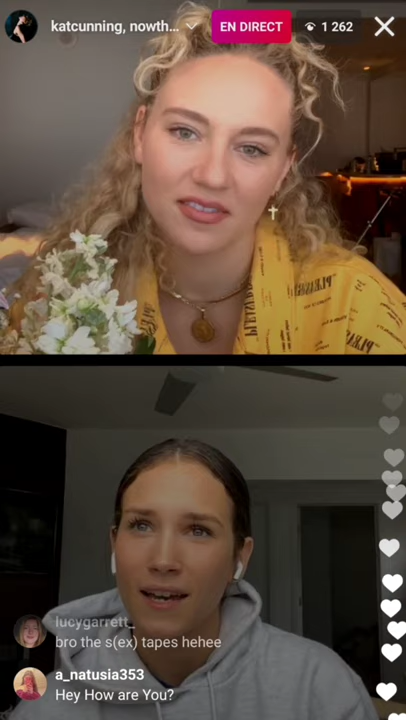 katcunning, nowth...
EN DIRECT
1 262
lucygarrett_
bro the s(ex) tapes hehee
a_natusia353
Hey How are You?